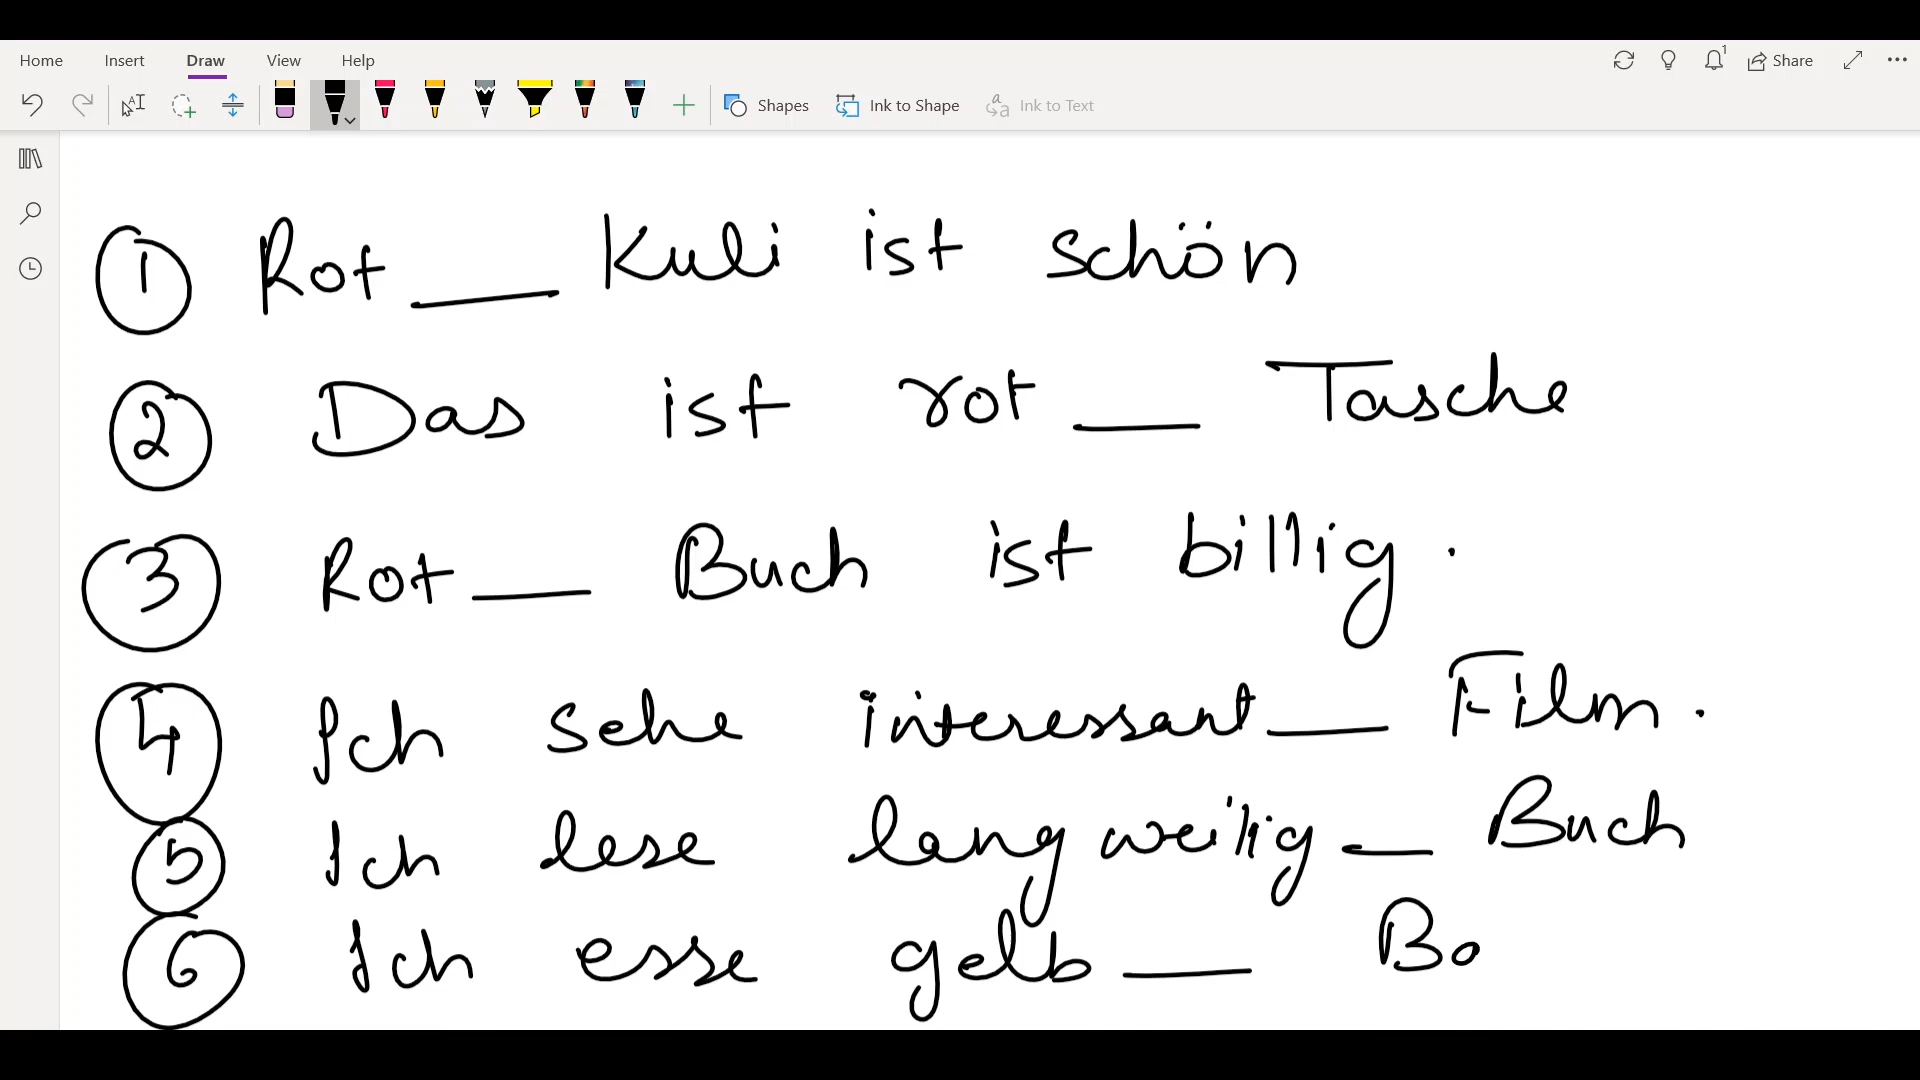 Home Insert Draw View Help
1 Share
Shapes Ink to Shape Ink to Text
① Rot ___ Kuli ist schön
② Das ist rot ___ Tasche
③ Rot ___ Buch ist billig.
④ Ich sehe interessant ___ Film.
⑤ Ich lese langweilig ___ Buch
⑥ Ich esse gelb ___ Ba